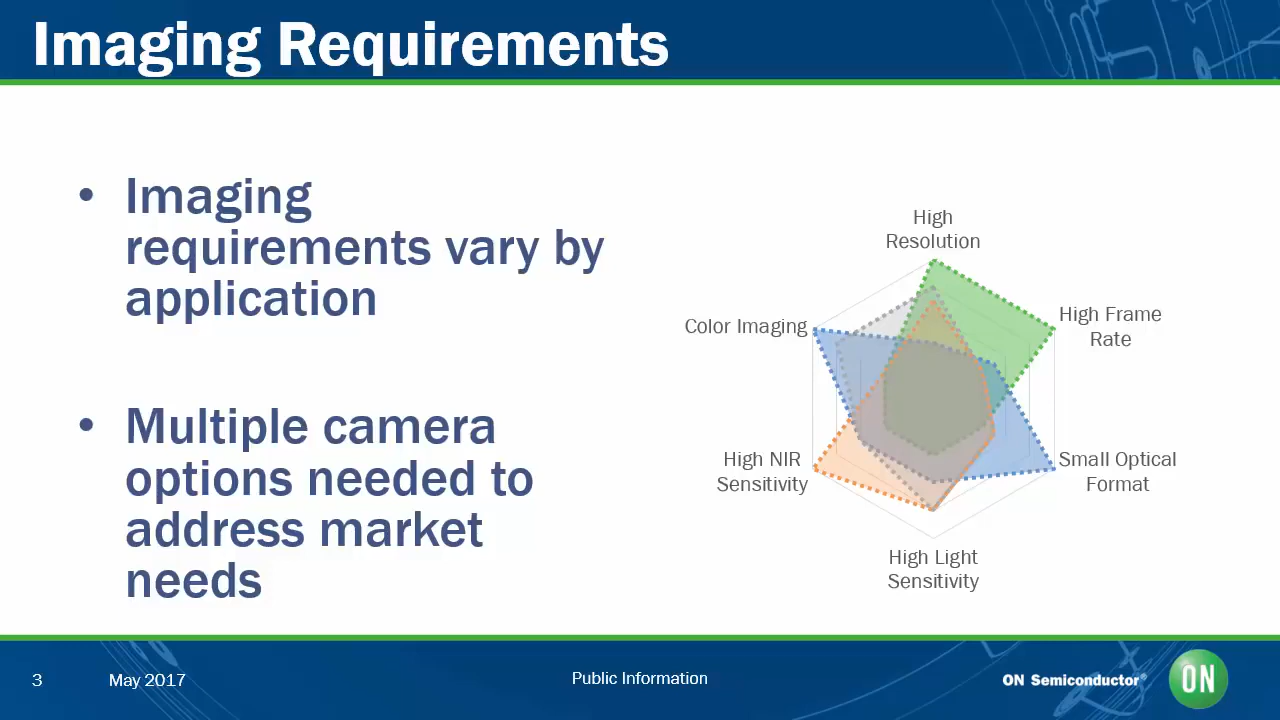 Imaging Requirements
• Imaging
requirements vary by
application
• Multiple camera
options needed to
address market
needs
High
Resolution
High Frame
Rate
Color Imaging
High NIR
Sensitivity
Small Optical
Format
High Light
Sensitivity
3
May 2017
Public Information
ON Semiconductor®
ON